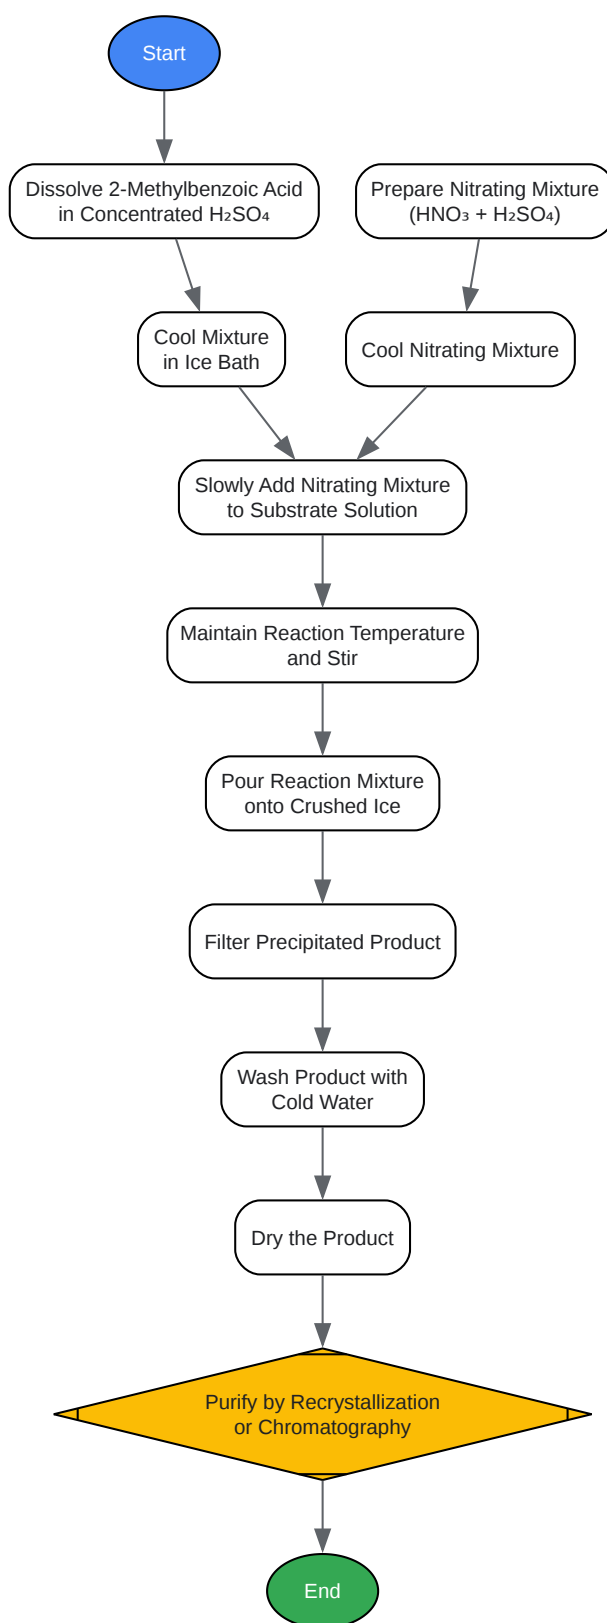 Start
Dissolve 2-Methylbenzoic Acid
in Concentrated H₂SO₄
Prepare Nitrating Mixture
(HNO₃ + H₂SO₄)
Cool Mixture
in Ice Bath
Cool Nitrating Mixture
Slowly Add Nitrating Mixture
to Substrate Solution
Maintain Reaction Temperature
and Stir
Pour Reaction Mixture
onto Crushed Ice
Filter Precipitated Product
Wash Product with
Cold Water
Dry the Product
Purify by Recrystallization
or Chromatography
End